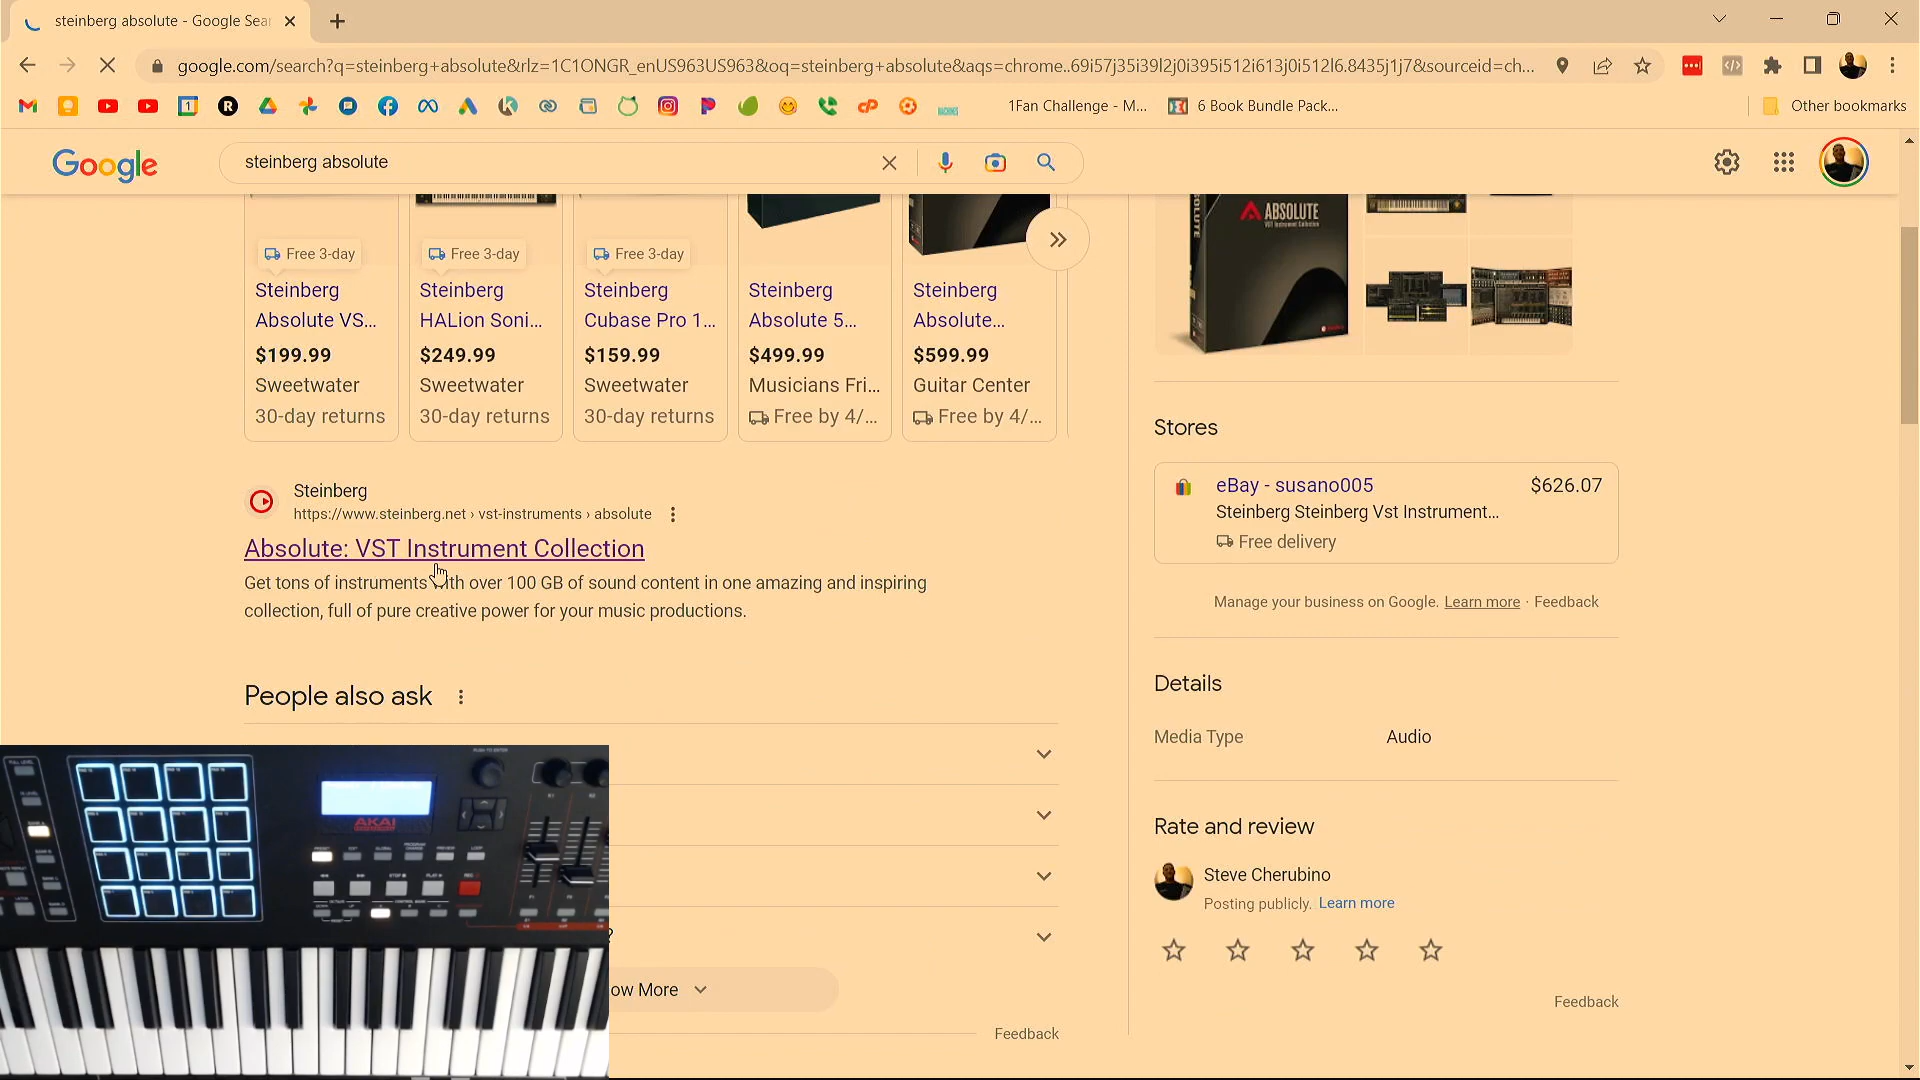 steinberg absolute - Google Sear
google.com/search?q=steinberg+absolute&rlz=1C1ONGR_enUS963US963&oq=steinberg+absolute&aqs=chrome..69i57j35i39l2j0i395i512i613j0i512l6.8435j1j7&sourceid=ch...
1Fan Challenge - M...
6 Book Bundle Pack...
Other bookmarks
Google
steinberg absolute
Free 3-day
Free 3-day
Free 3-day
Steinberg
Absolute VS...
$199.99
Sweetwater
30-day returns
Steinberg
HALion Soni...
$249.99
Sweetwater
30-day returns
Steinberg
Cubase Pro 1...
$159.99
Sweetwater
30-day returns
Steinberg
Absolute 5...
$499.99
Musicians Fri...
Free by 4/...
Steinberg
Absolute...
$599.99
Guitar Center
Free by 4/...
Steinberg
https://www.steinberg.net › vst-instruments › absolute
Absolute: VST Instrument Collection
Get tons of instruments with over 100 GB of sound content in one amazing and inspiring
collection, full of pure creative power for your music productions.
People also ask
?
ow More
Feedback
ABSOLUTE
VST Instrument Collection
Stores
eBay - susano005
$626.07
Steinberg Steinberg Vst Instrument...
Free delivery
Manage your business on Google. Learn more · Feedback
Details
Media Type
Audio
Rate and review
Steve Cherubino
Posting publicly. Learn more
Feedback
AKAI